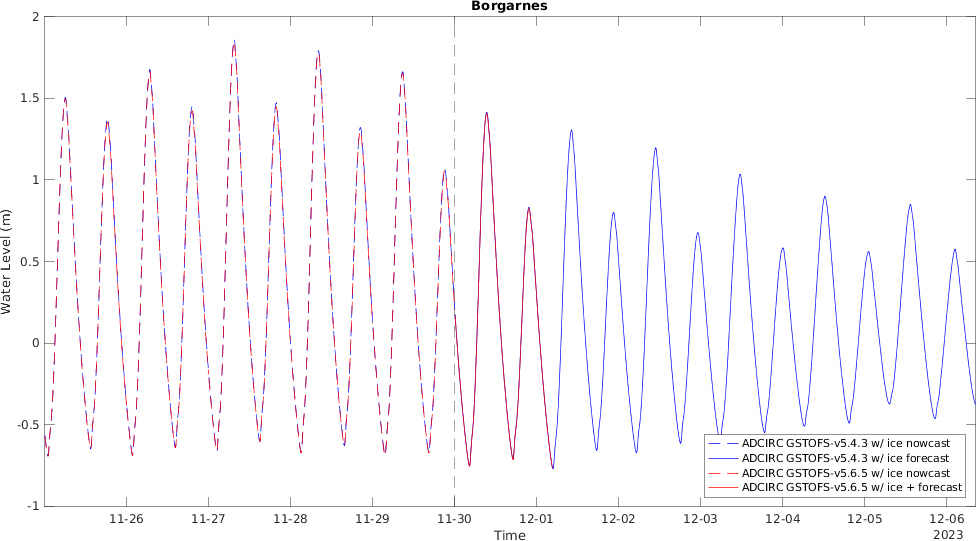 Borgarnes
2
1.5
1
0.5
0
-0.5
-1
Water Level (m)
ADCIRC GSTOFS-v5.4.3 w/ ice nowcast
ADCIRC GSTOFS-v5.4.3 w/ ice forecast
ADCIRC GSTOFS-v5.6.5 w/ ice nowcast
ADCIRC GSTOFS-v5.6.5 w/ ice + forecast
11-26 11-27 11-28 11-29 11-30 12-01 12-02 12-03 12-04 12-05 12-06
Time
2023